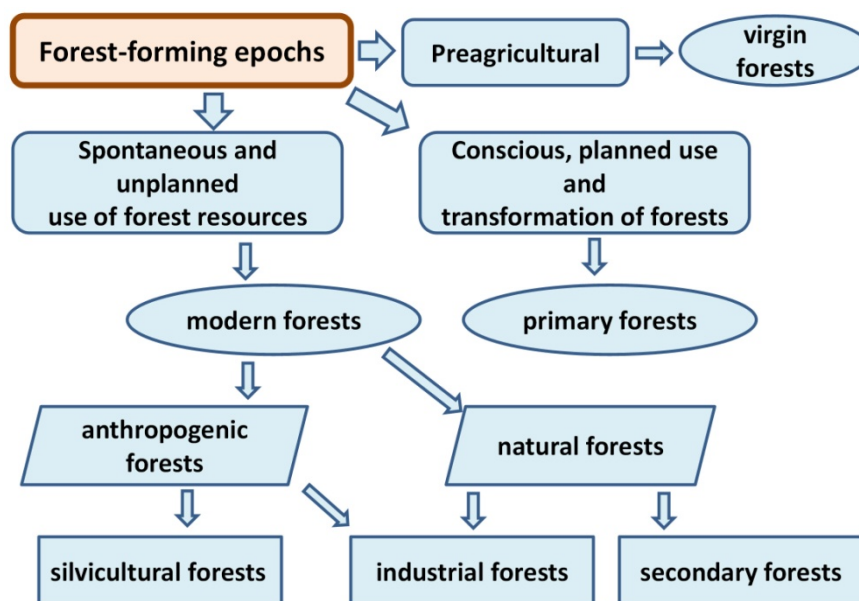 Forest-forming epochs
Preagricultural
virgin
forests
Spontaneous and
unplanned
use of forest resources
Conscious, planned use
and
transformation of forests
modern forests
primary forests
anthropogenic
forests
natural forests
silvicultural forests
industrial forests
secondary forests